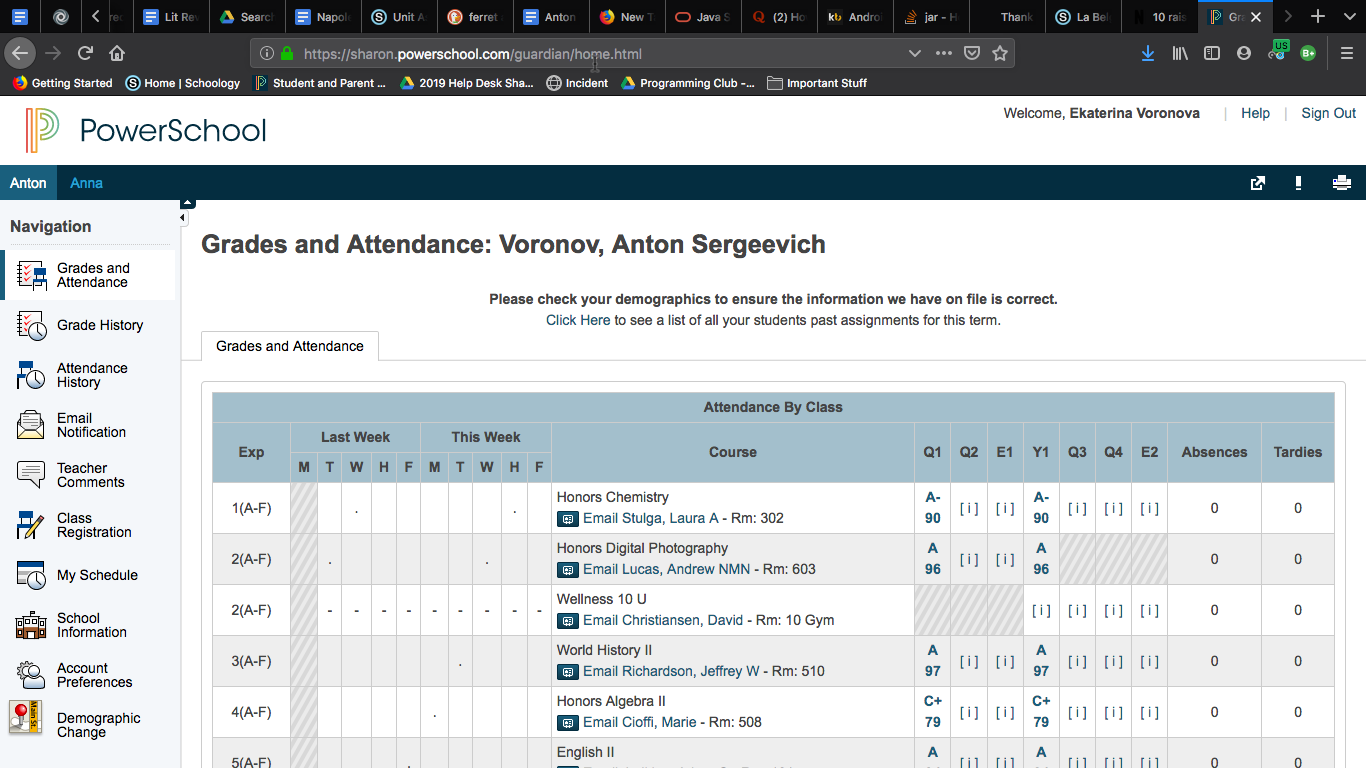 Lit Rev
Search
Napole
Unit A
ferret
Anton
New T
Java S
(2) Ho
Andro
jar - H
Thank
La Bel
10 rais
Gra
https://sharon.powerschool.com/guardian/home.html
US
B+
Getting Started
Home | Schoology
Student and Parent ...
2019 Help Desk Sha...
Incident
Programming Club -...
Important Stuff
PowerSchool
Welcome, Ekaterina Voronova | Help | Sign Out
Anton Anna
Navigation
Grades and
Attendance
Grade History
Attendance
History
Email
Notification
Teacher
Comments
Class
Registration
My Schedule
School
Information
Account
Preferences
Main St.
Demographic
Change
Grades and Attendance: Voronov, Anton Sergeevich
Please check your demographics to ensure the information we have on file is correct.
Click Here to see a list of all your students past assignments for this term.
Grades and Attendance
Attendance By Class
Exp Last Week This Week Course Q1 Q2 E1 Y1 Q3 Q4 E2 Absences Tardies
M T W H F M T W H F
1(A-F) . . Honors Chemistry A- [ i ] [ i ] A- [ i ] [ i ] [ i ] 0 0
Email Stulga, Laura A - Rm: 302 90 90
2(A-F) . . Honors Digital Photography A [ i ] [ i ] A 0 0
Email Lucas, Andrew NMN - Rm: 603 96 96
2(A-F) - - - - - - - - - Wellness 10 U [ i ] [ i ] [ i ] [ i ] 0 0
Email Christiansen, David - Rm: 10 Gym
3(A-F) . World History II A [ i ] [ i ] A [ i ] [ i ] [ i ] 0 0
Email Richardson, Jeffrey W - Rm: 510 97 97
4(A-F) . Honors Algebra II C+ [ i ] [ i ] C+ [ i ] [ i ] [ i ] 0 0
Email Cioffi, Marie - Rm: 508 79 79
5(A-F) . English II A [ i ] [ i ] A [ i ] [ i ] [ i ] 0 0